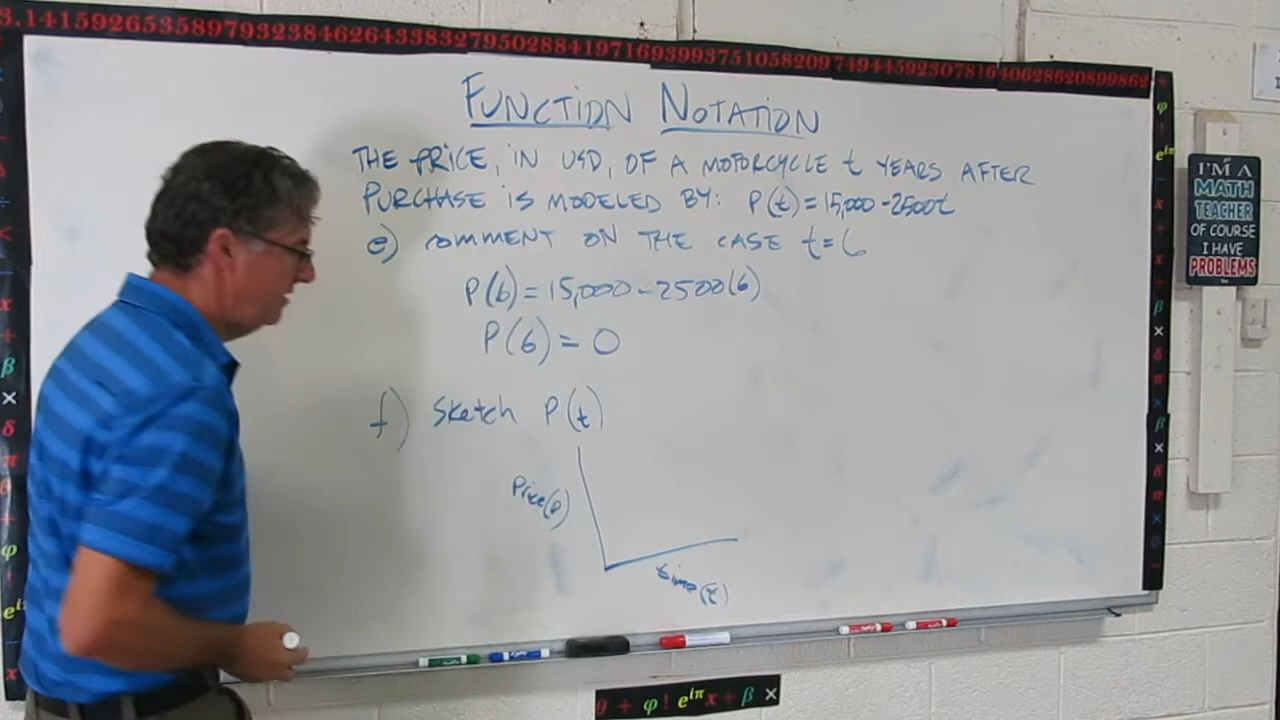 3.14159265358979323846264338327950288419716939937510582097494459230781640628620899862
FUNCTION NOTATION
THE PRICE, IN USD, OF A MOTORCYCLE t YEARS AFTER
PURCHASE IS MODELED BY: P(t)=15,000-2500t
e) COMMENT ON THE CASE t=6
P(6)=15,000-2500(6)
P(6)=0
f) Sketch P(t)
Price(P)
time(t)
I'M A
MATH
TEACHER
OF COURSE
I HAVE
PROBLEMS
θ + φ ! e^iπ x + β ×